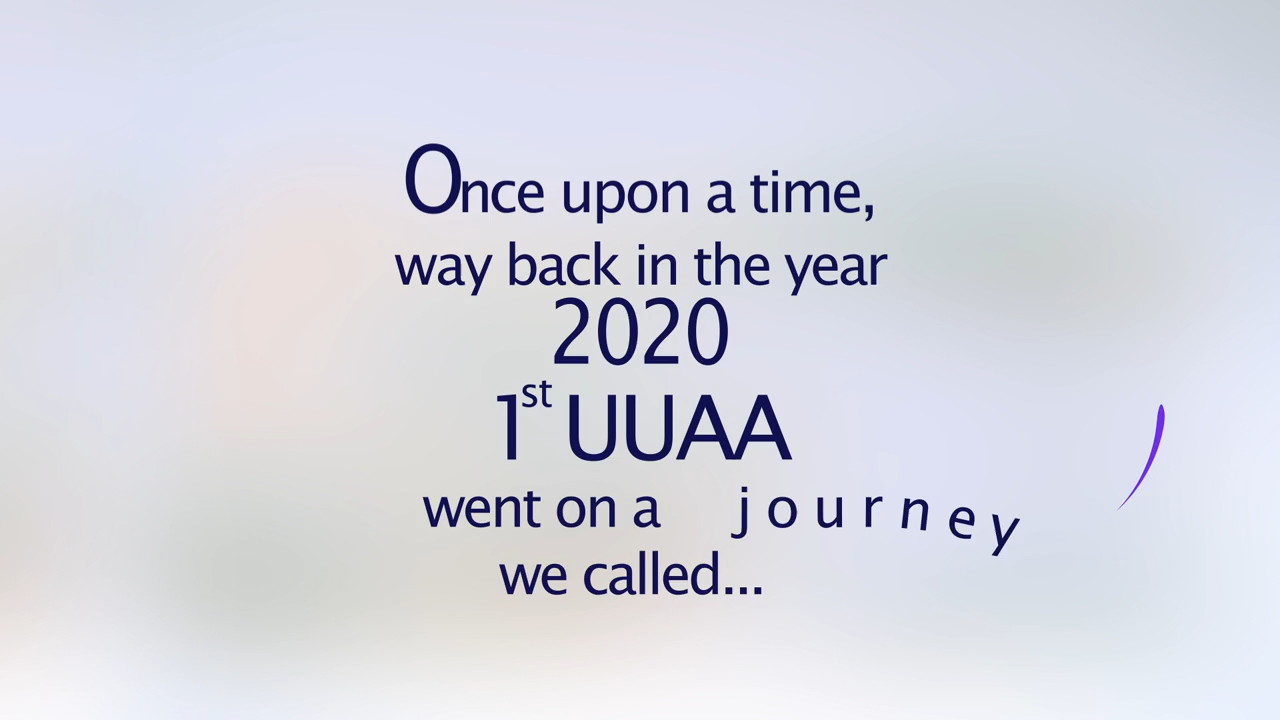 Once upon a time,
way back in the year
2020
1st UUAA
went on a journey
we called...